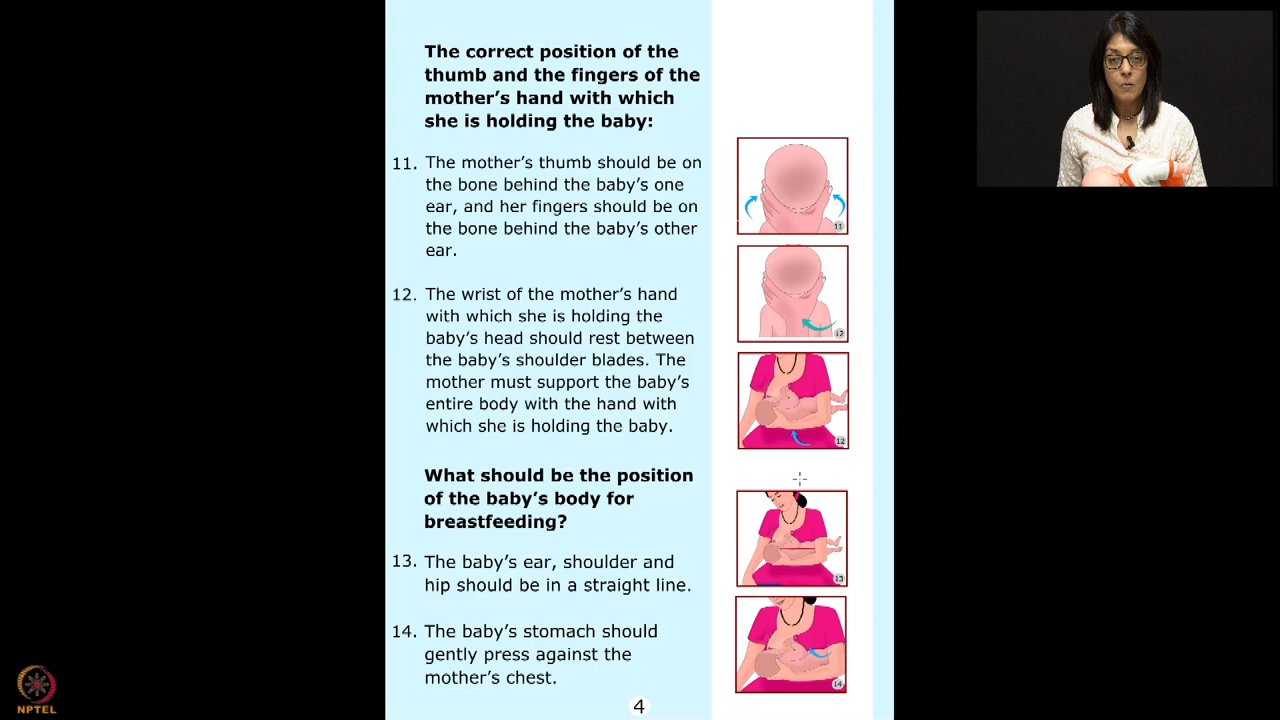 The correct position of the
thumb and the fingers of the
mother's hand with which
she is holding the baby:
11. The mother's thumb should be on
the bone behind the baby's one
ear, and her fingers should be on
the bone behind the baby's other
ear.
11
12. The wrist of the mother's hand
with which she is holding the
baby's head should rest between
the baby's shoulder blades. The
mother must support the baby's
entire body with the hand with
which she is holding the baby.
12
12
What should be the position
of the baby's body for
breastfeeding?
13. The baby's ear, shoulder and
hip should be in a straight line.
13
14. The baby's stomach should
gently press against the
mother's chest.
14
4
NPTEL